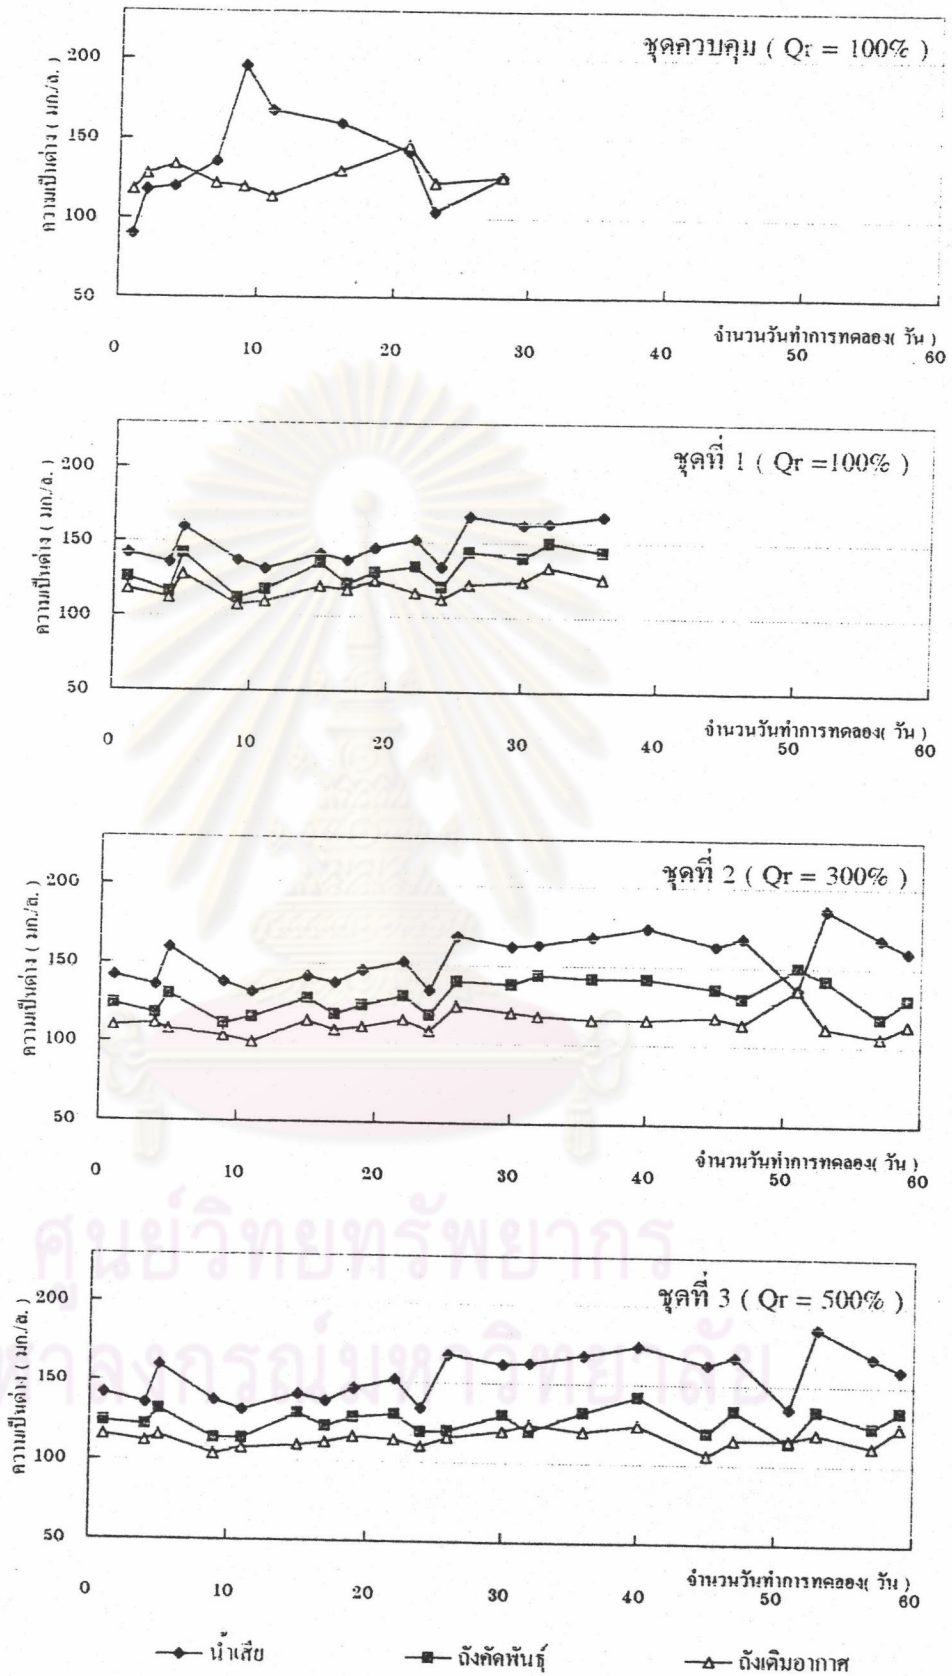 ชุดควบคุม ( Qr = 100% )
ความเป็นด่าง ( มก./ล. )
200
150
100
50
จำนวนวันทำการทดลอง( วัน )
0 10 20 30 40 50 60
ชุดที่ 1 ( Qr =100% )
ความเป็นด่าง ( มก./ล. )
200
150
100
50
จำนวนวันทำการทดลอง( วัน )
0 10 20 30 40 50 60
ชุดที่ 2 ( Qr = 300% )
ความเป็นด่าง ( มก./ล. )
200
150
100
50
จำนวนวันทำการทดลอง( วัน )
0 10 20 30 40 50 60
ศูนย์วิทยทรัพยากร
ชุดที่ 3 ( Qr = 500% )
ความเป็นด่าง ( มก./ล. )
200
150
จุฬาลงกรณ์มหาวิทยาลัย
100
50
จำนวนวันทำการทดลอง( วัน )
0 10 20 30 40 50 60
น้ำเสีย ถังคัดพันธุ์ ถังเติมอากาศ